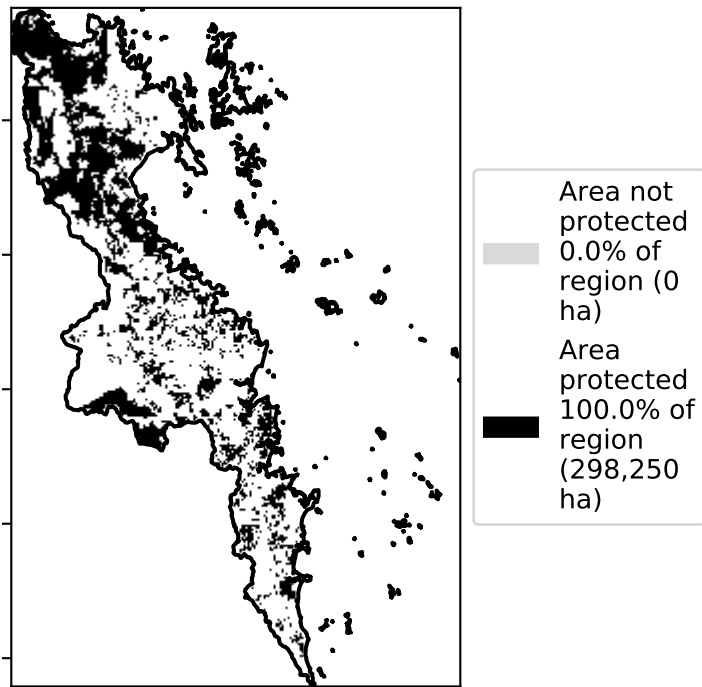 Area not
protected
0.0% of
region (0
ha)
Area
protected
100.0% of
region
(298,250
ha)